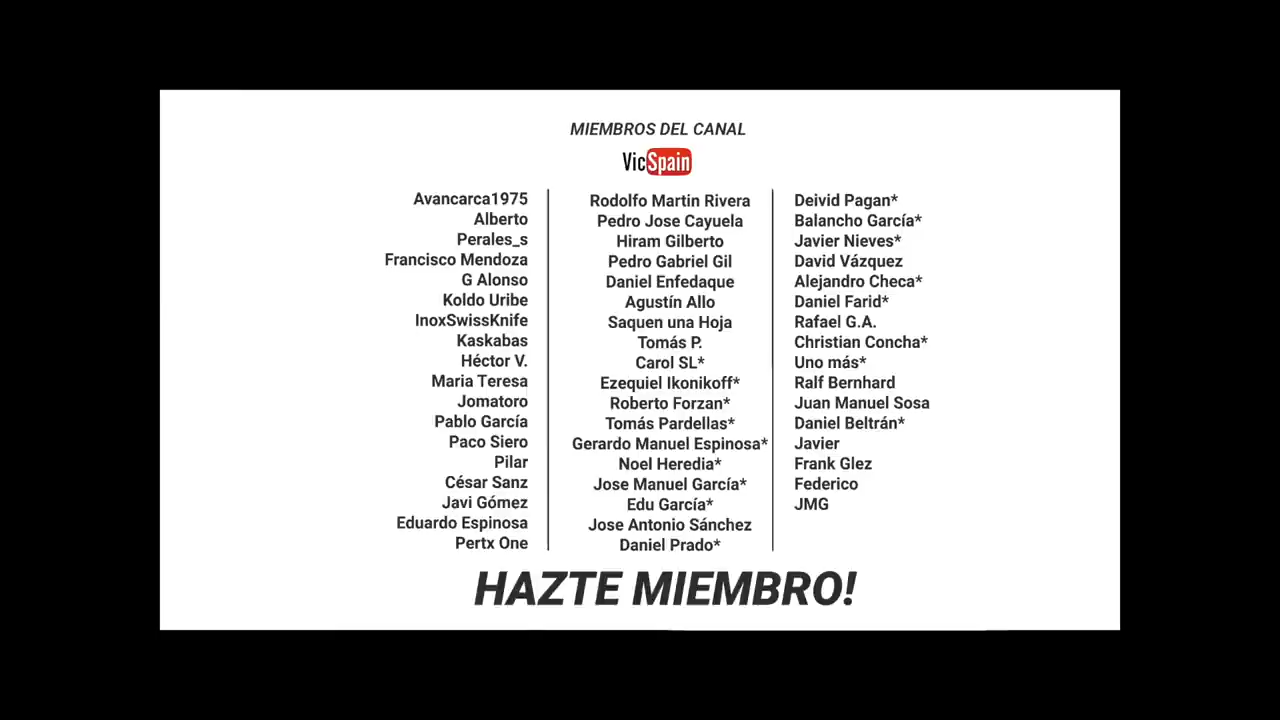 MIEMBROS DEL CANAL
VicSpain
Avancarca1975
Alberto
Perales_s
Francisco Mendoza
G Alonso
Koldo Uribe
InoxSwissKnife
Kaskabas
Héctor V.
Maria Teresa
Jomatoro
Pablo García
Paco Siero
Pilar
César Sanz
Javi Gómez
Eduardo Espinosa
Pertx One
Rodolfo Martin Rivera
Pedro Jose Cayuela
Hiram Gilberto
Pedro Gabriel Gil
Daniel Enfedaque
Agustín Allo
Saquen una Hoja
Tomás P.
Carol SL*
Ezequiel Ikonikoff*
Roberto Forzan*
Tomás Pardellas*
Gerardo Manuel Espinosa*
Noel Heredia*
Jose Manuel García*
Edu García*
Jose Antonio Sánchez
Daniel Prado*
Deivid Pagan*
Balancho García*
Javier Nieves*
David Vázquez
Alejandro Checa*
Daniel Farid*
Rafael G.A.
Christian Concha*
Uno más*
Ralf Bernhard
Juan Manuel Sosa
Daniel Beltrán*
Javier
Frank Glez
Federico
JMG
HAZTE MIEMBRO!